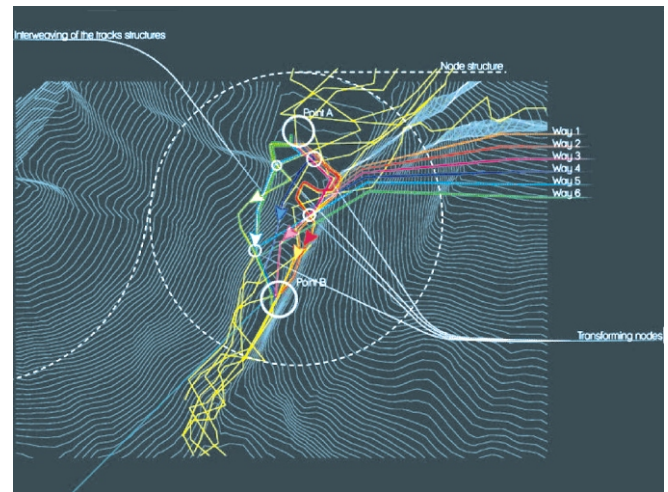 Interweaving of the tracks structures
Node structure
Point A
Way 1
Way 2
Way 3
Way 4
Way 5
Way 6
Point B
Transforming nodes